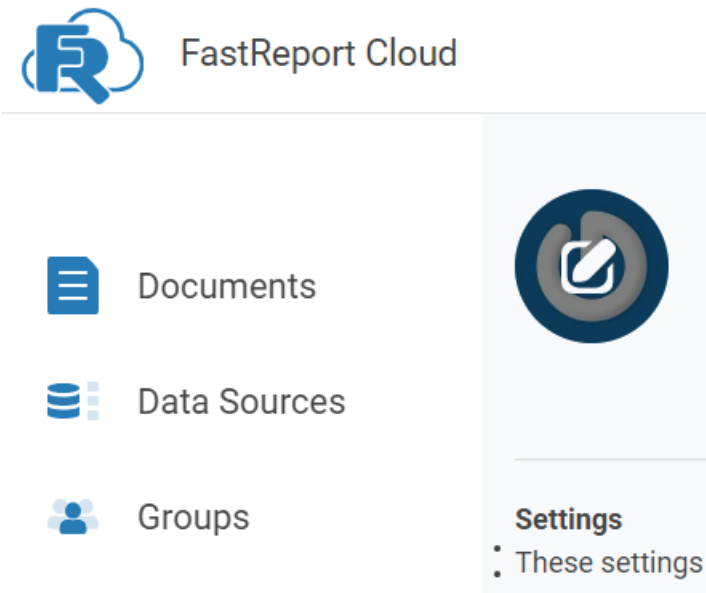 FastReport Cloud
Documents
Data Sources
Groups
Settings
These settings